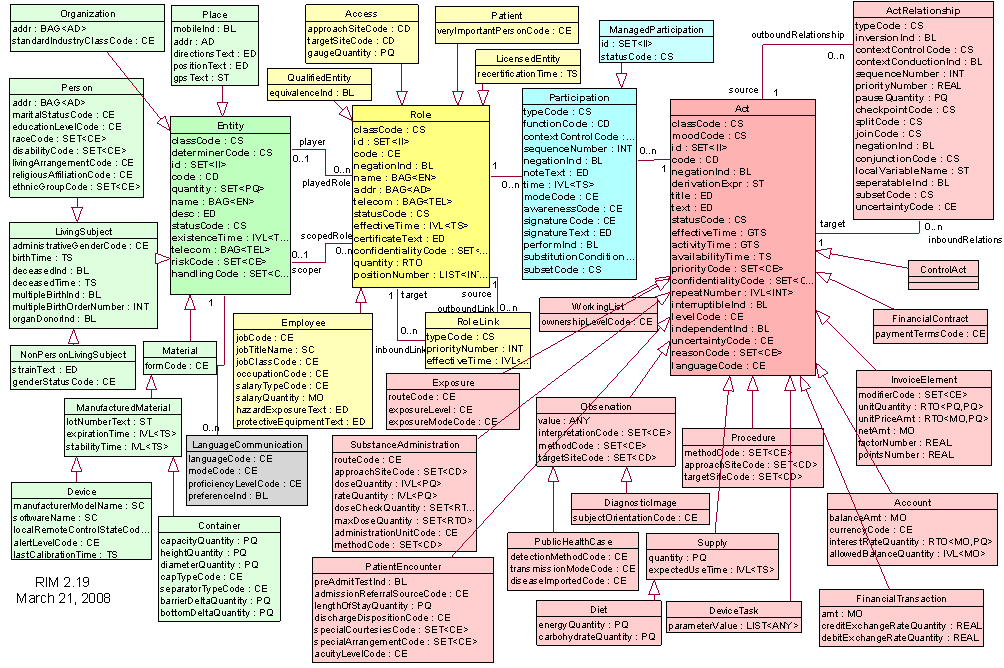 Organization
addr : BAG<AD>
standardIndustryClassCode : CE
Place
mobileInd : BL
addr : AD
directionsText : ED
positionText : ED
gpsText : ST
Access
approachSiteCode : CD
targetSiteCode : CD
gaugeQuantity : PQ
Patient
veryImportantPersonCode : CE
ManagedParticipation
id : SET<II>
statusCode : CS
ActRelationship
typeCode : CS
inversionInd : BL
contextControlCode : CS
contextConductionInd : BL
sequenceNumber : INT
priorityNumber : REAL
pauseQuantity : PQ
checkpointCode : CS
splitCode : CS
joinCode : CS
negationInd : BL
conjunctionCode : CS
localVariableName : ST
seperatableInd : BL
subsetCode : CS
uncertaintyCode : CE
outboundRelationship
0..n
source
1
LicensedEntity
recertificationTime : TS
QualifiedEntity
equivalenceInd : BL
Person
addr : BAG<AD>
maritalStatusCode : CE
educationLevelCode : CE
raceCode : SET<CE>
disabilityCode : SET<CE>
livingArrangementCode : CE
religiousAffiliationCode : CE
ethnicGroupCode : SET<CE>
Entity
classCode : CS
determinerCode : CS
id : SET<II>
code : CD
quantity : SET<PQ>
name : BAG<EN>
desc : ED
statusCode : CS
existenceTime : IVL<T...
telecom : BAG<TEL>
riskCode : SET<CE>
handlingCode : SET<C...
player
0..1
0..n
playedRole
scopedRole
0..n
0..1
scoper
Role
classCode : CS
id : SET<II>
code : CE
negationInd : BL
name : BAG<EN>
addr : BAG<AD>
telecom : BAG<TEL>
statusCode : CS
effectiveTime : IVL<TS>
certificateText : ED
confidentialityCode : SET<...
quantity : RTO
positionNumber : LIST<INT...
1
0..n
Participation
typeCode : CS
functionCode : CD
contextControlCode :...
sequenceNumber : INT
negationInd : BL
noteText : ED
time : IVL<TS>
modeCode : CE
awarenessCode : CE
signatureCode : CE
signatureText : ED
performInd : BL
substitutionCondition...
subsetCode : CS
0..n
1
Act
classCode : CS
moodCode : CS
id : SET<II>
code : CD
negationInd : BL
derivationExpr : ST
title : ED
text : ED
statusCode : CS
effectiveTime : GTS
activityTime : GTS
availabilityTime : TS
priorityCode : SET<CE>
confidentialityCode : SET<C...
repeatNumber : IVL<INT>
interruptibleInd : BL
levelCode : CE
independentInd : BL
uncertaintyCode : CE
reasonCode : SET<CE>
languageCode : CE
target
1
0..n
inboundRelations
LivingSubject
administrativeGenderCode : CE
birthTime : TS
deceasedInd : BL
deceasedTime : TS
multipleBirthInd : BL
multipleBirthOrderNumber : INT
organDonorInd : BL
ControlAct
1
target
source
1
outboundLink
0..n
0..n
inboundLink
RoleLink
typeCode : CS
priorityNumber : INT
effectiveTime : IVL<...
WorkingList
ownershipLevelCode : CE
FinancialContract
paymentTermsCode : CE
NonPersonLivingSubject
strainText : ED
genderStatusCode : CE
Material
formCode : CE
1
0..n
Employee
jobCode : CE
jobTitleName : SC
jobClassCode : CE
occupationCode : CE
salaryTypeCode : CE
salaryQuantity : MO
hazardExposureText : ED
protectiveEquipmentText : ED
Exposure
routeCode : CE
exposureLevel : CE
exposureModeCode : CE
InvoiceElement
modifierCode : SET<CE>
unitQuantity : RTO<PQ,PQ>
unitPriceAmt : RTO<MO,PQ>
netAmt : MO
factorNumber : REAL
pointsNumber : REAL
ManufacturedMaterial
lotNumberText : ST
expirationTime : IVL<TS>
stabilityTime : IVL<TS>
Observation
value : ANY
interpretationCode : SET<CE>
methodCode : SET<CE>
targetSiteCode : SET<CD>
LanguageCommunication
languageCode : CE
modeCode : CE
proficiencyLevelCode : CE
preferenceInd : BL
SubstanceAdministration
routeCode : CE
approachSiteCode : SET<CD>
doseQuantity : IVL<PQ>
rateQuantity : IVL<PQ>
doseCheckQuantity : SET<RT...
maxDoseQuantity : SET<RTO>
administrationUnitCode : CE
methodCode : SET<CD>
Procedure
methodCode : SET<CE>
approachSiteCode : SET<CD>
targetSiteCode : SET<CD>
Device
manufacturerModelName : SC
softwareName : SC
localRemoteControlStateCod...
alertLevelCode : CE
lastCalibrationTime : TS
DiagnosticImage
subjectOrientationCode : CE
Account
balanceAmt : MO
currencyCode : CE
interestRateQuantity : RTO<MO,PQ>
allowedBalanceQuantity : IVL<MO>
Container
capacityQuantity : PQ
heightQuantity : PQ
diameterQuantity : PQ
capTypeCode : CE
separatorTypeCode : CE
barrierDeltaQuantity : PQ
bottomDeltaQuantity : PQ
PublicHealthCase
detectionMethodCode : CE
transmissionModeCode : CE
diseaseImportedCode : CE
Supply
quantity : PQ
expectedUseTime : IVL<TS>
PatientEncounter
preAdmitTestInd : BL
admissionReferralSourceCode : CE
lengthOfStayQuantity : PQ
dischargeDispositionCode : CE
specialCourtesiesCode : SET<CE>
specialArrangementCode : SET<CE>
acuityLevelCode : CE
RIM 2.19
March 21, 2008
Diet
energyQuantity : PQ
carbohydrateQuantity : PQ
DeviceTask
parameterValue : LIST<ANY>
FinancialTransaction
amt : MO
creditExchangeRateQuantity : REAL
debitExchangeRateQuantity : REAL